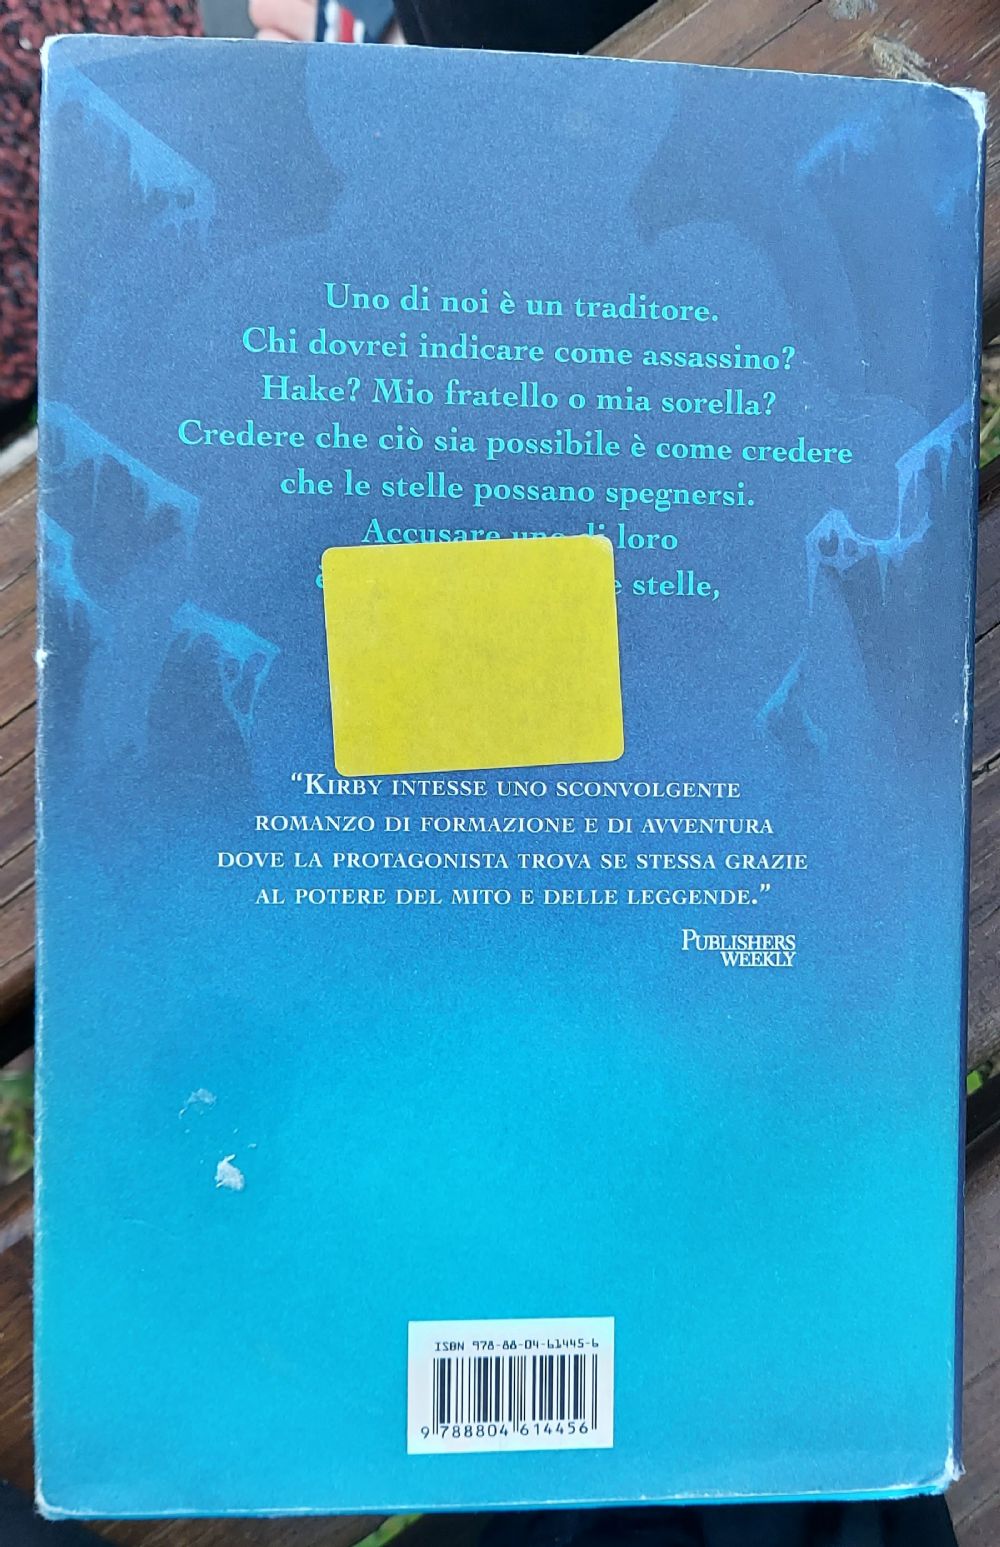 Uno di noi è un traditore.
Chi dovrei indicare come assassino?
Hake? Mio fratello o mia sorella?
Credere che ciò sia possibile è come credere
che le stelle possano spegnersi.
Accusare uno di loro
è stelle,
“KIRBY INTESSE UNO SCONVOLGENTE
ROMANZO DI FORMAZIONE E DI AVVENTURA
DOVE LA PROTAGONISTA TROVA SE STESSA GRAZIE
AL POTERE DEL MITO E DELLE LEGGENDE.”
PUBLISHERS
WEEKLY
ISBN 978-88-04-61445-6
9 788804 614456